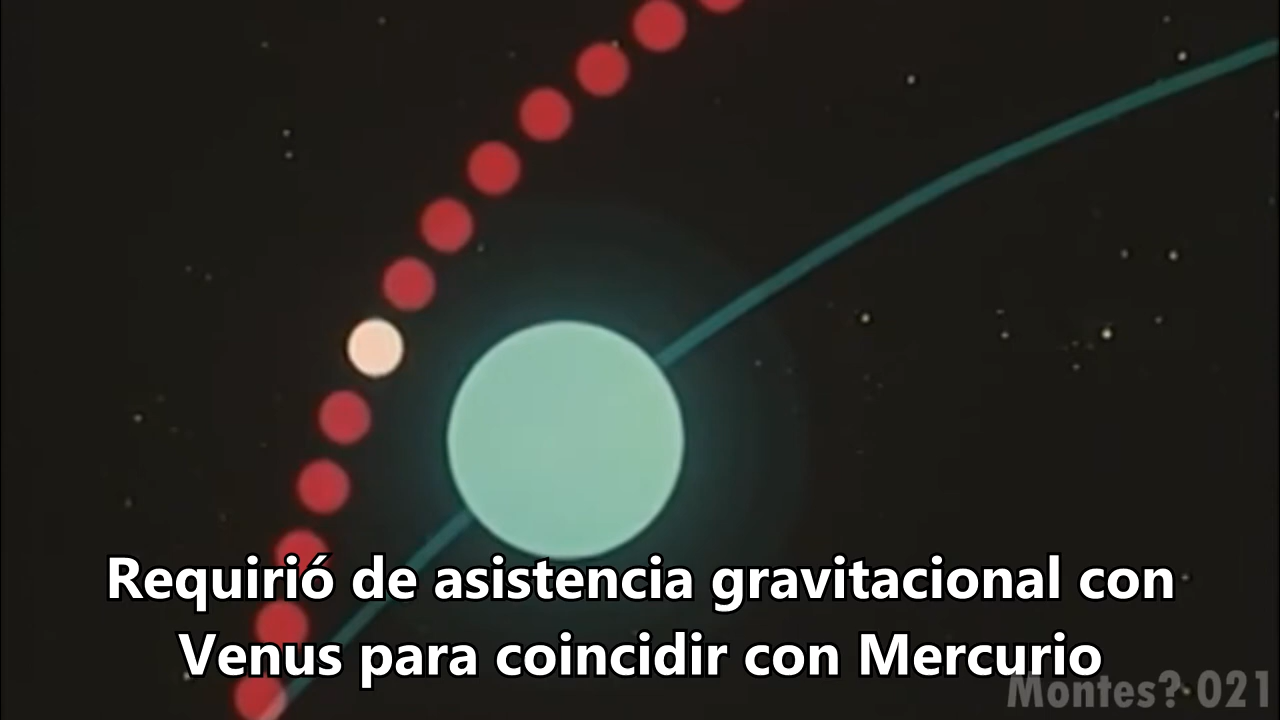 Requirió de asistencia gravitacional con
Venus para coincidir con Mercurio
Montes? 021